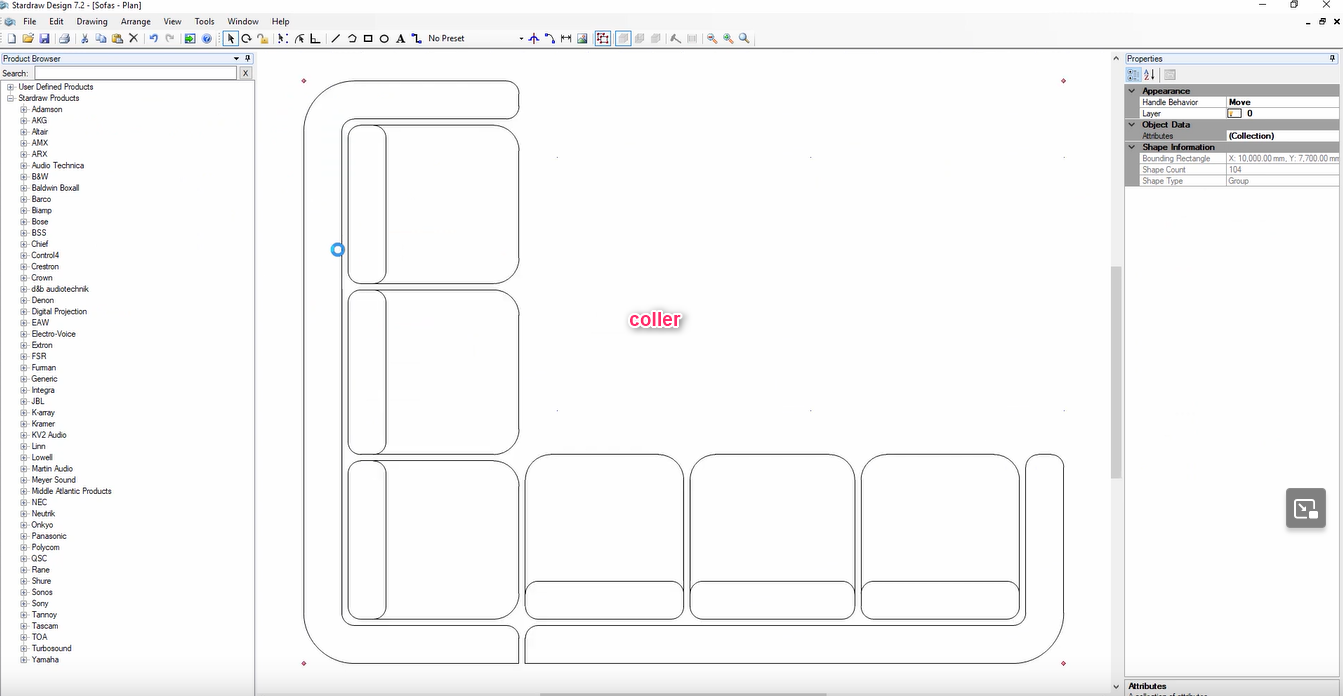 Stardraw Design 7.2 - [Sofas - Plan]
File Edit Drawing Arrange View Tools Window Help
No Preset
Product Browser
Search: X
User Defined Products
Stardraw Products
Adamson
AKG
Altair
AMX
ARX
Audio Technica
B&W
Baldwin Boxall
Barco
Biamp
Bose
BSS
Chief
Control4
Crestron
Crown
d&b audiotechnik
Denon
Digital Projection
EAW
Electro-Voice
Extron
FSR
Furman
Generic
Integra
JBL
K-array
Kramer
KV2 Audio
Linn
Lowell
Martin Audio
Meyer Sound
Middle Atlantic Products
NEC
Neutrik
Onkyo
Panasonic
Polycom
QSC
Rane
Shure
Sonos
Sony
Tannoy
Tascam
TOA
Turbosound
Yamaha
coller
Properties
Appearance
Handle Behavior Move
Layer 0
Object Data
Attributes (Collection)
Shape Information
Bounding Rectangle X: 10,000.00 mm, Y: 7,700.00 mm
Shape Count 104
Shape Type Group
Attributes